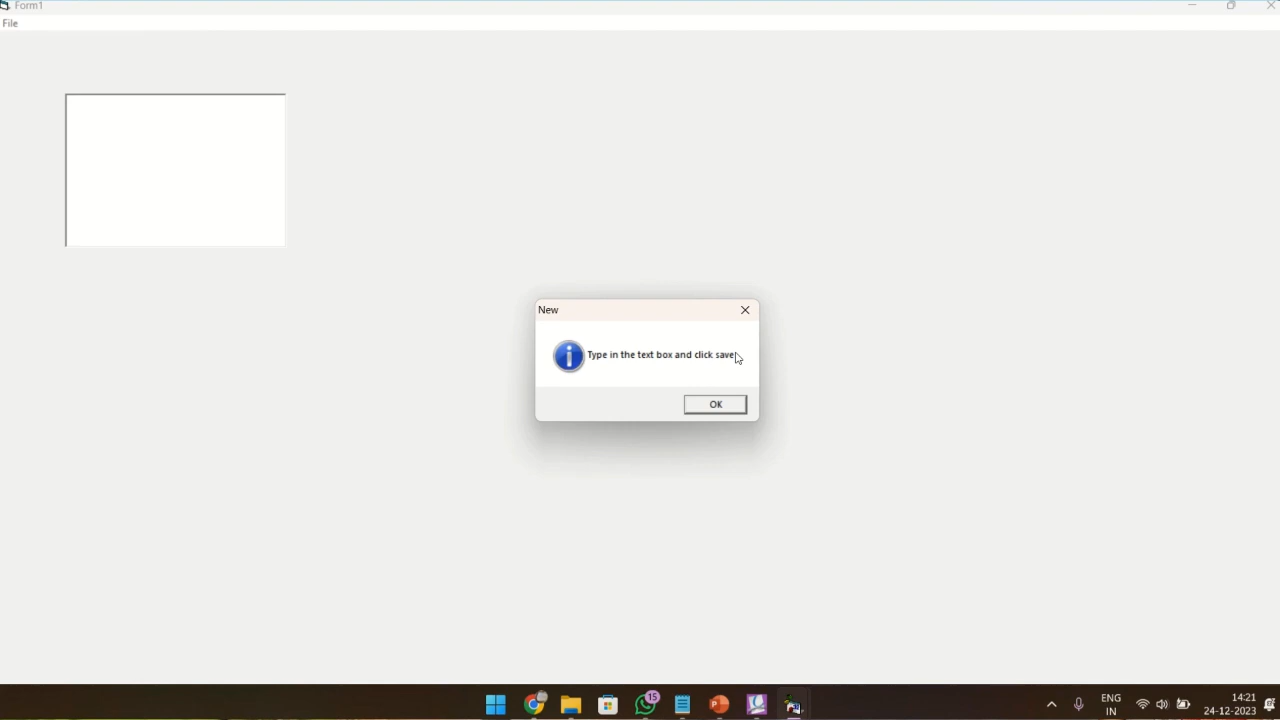 Form1
File
New
Type in the text box and click save
OK
15
ENG
IN
14:21
24-12-2023